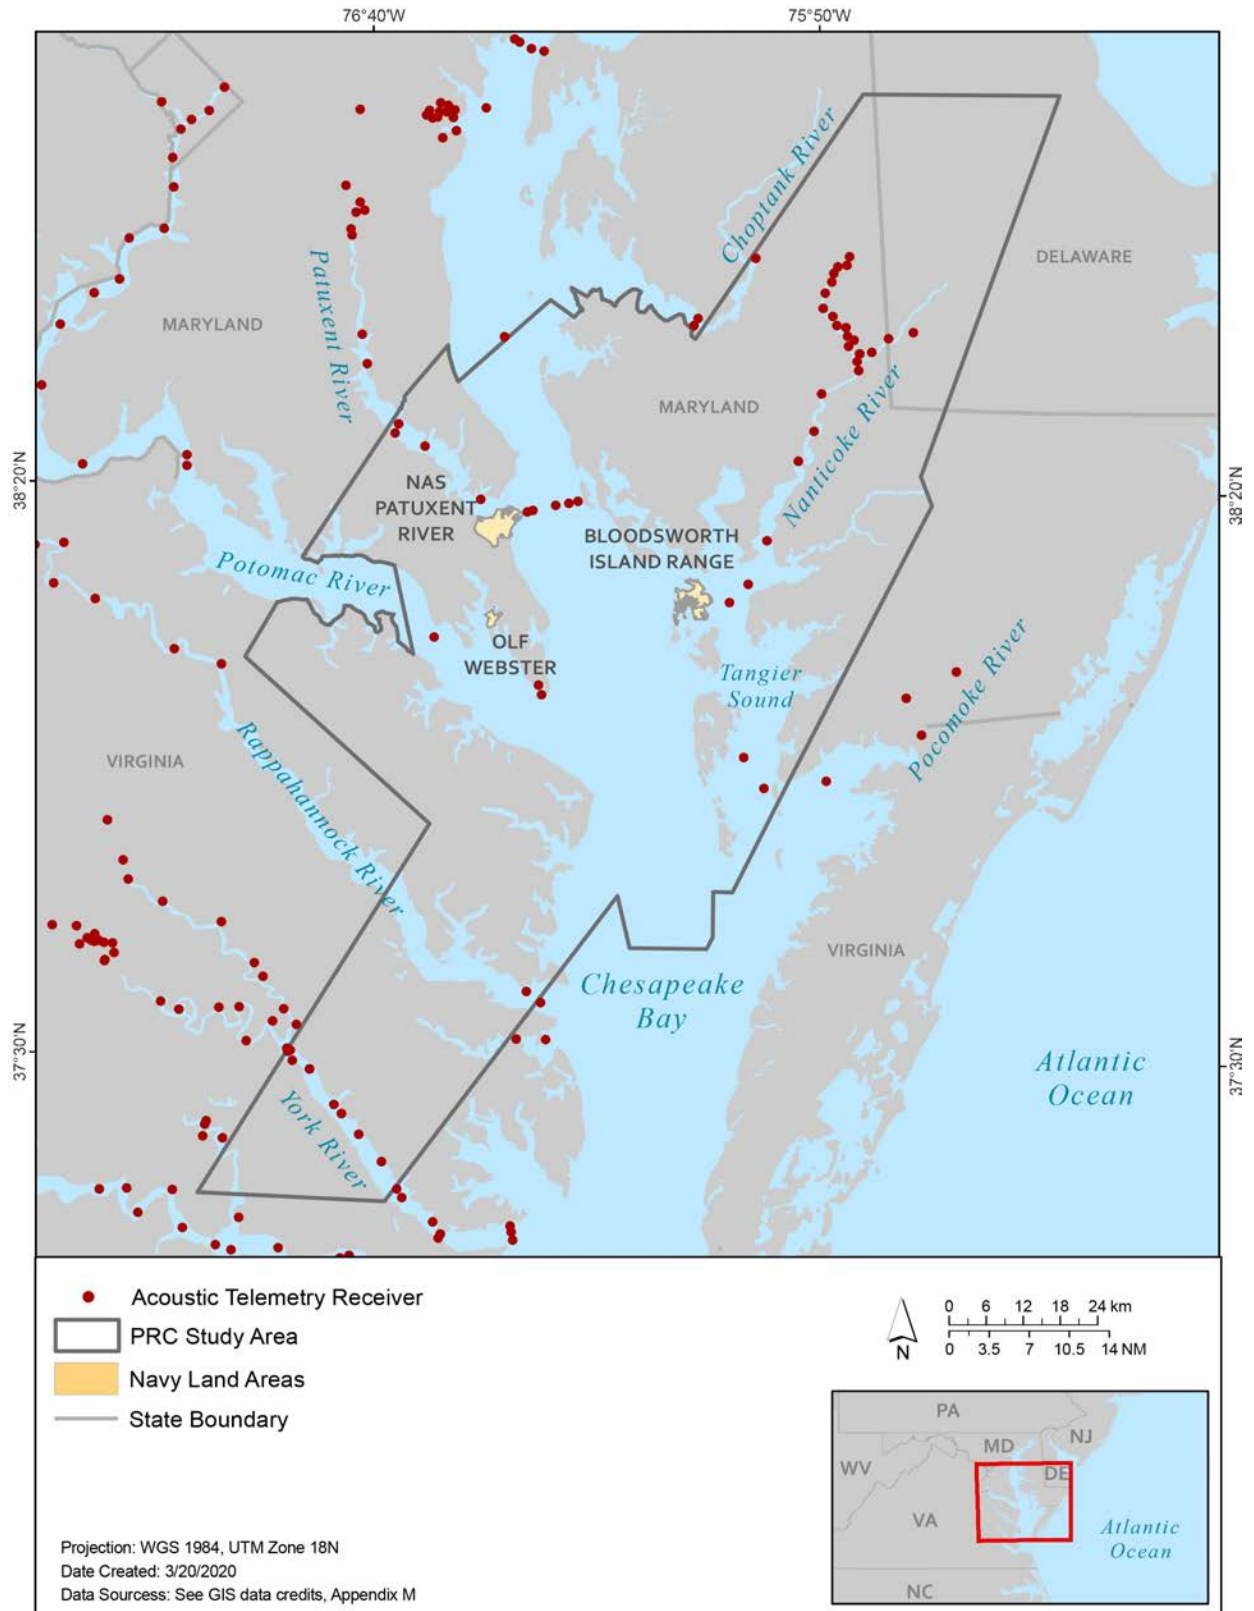 76°40'W
75°50'W
Choptank River
DELAWARE
Patuxent River
MARYLAND
MARYLAND
Nanticoke River
38°20'N
38°20'N
NAS
PATUXENT
RIVER
BLOODSWORTH
ISLAND RANGE
Potomac River
OLF
WEBSTER
Tangier
Sound
Pocomoke River
VIRGINIA
Rappahannock River
VIRGINIA
Chesapeake
Bay
37°30'N
37°30'N
Atlantic
Ocean
York River
Acoustic Telemetry Receiver
PRC Study Area
Navy Land Areas
State Boundary
N
0 6 12 18 24 km
0 3.5 7 10.5 14 NM
PA
NJ
MD
WV
DE
VA
Atlantic
Ocean
NC
Projection: WGS 1984, UTM Zone 18N
Date Created: 3/20/2020
Data Sourcess: See GIS data credits, Appendix M